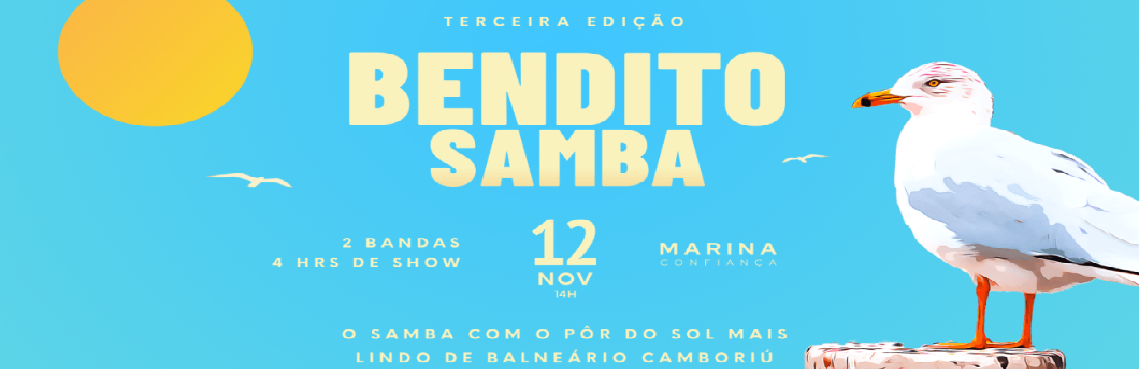 TERCEIRA EDIÇÃO
BENDITO
SAMBA
2 BANDAS
4 HRS DE SHOW
12
NOV
14H
MARINA
CONFIANÇA
O SAMBA COM O PÔR DO SOL MAIS
LINDO DE BALNEÁRIO CAMBORIÚ